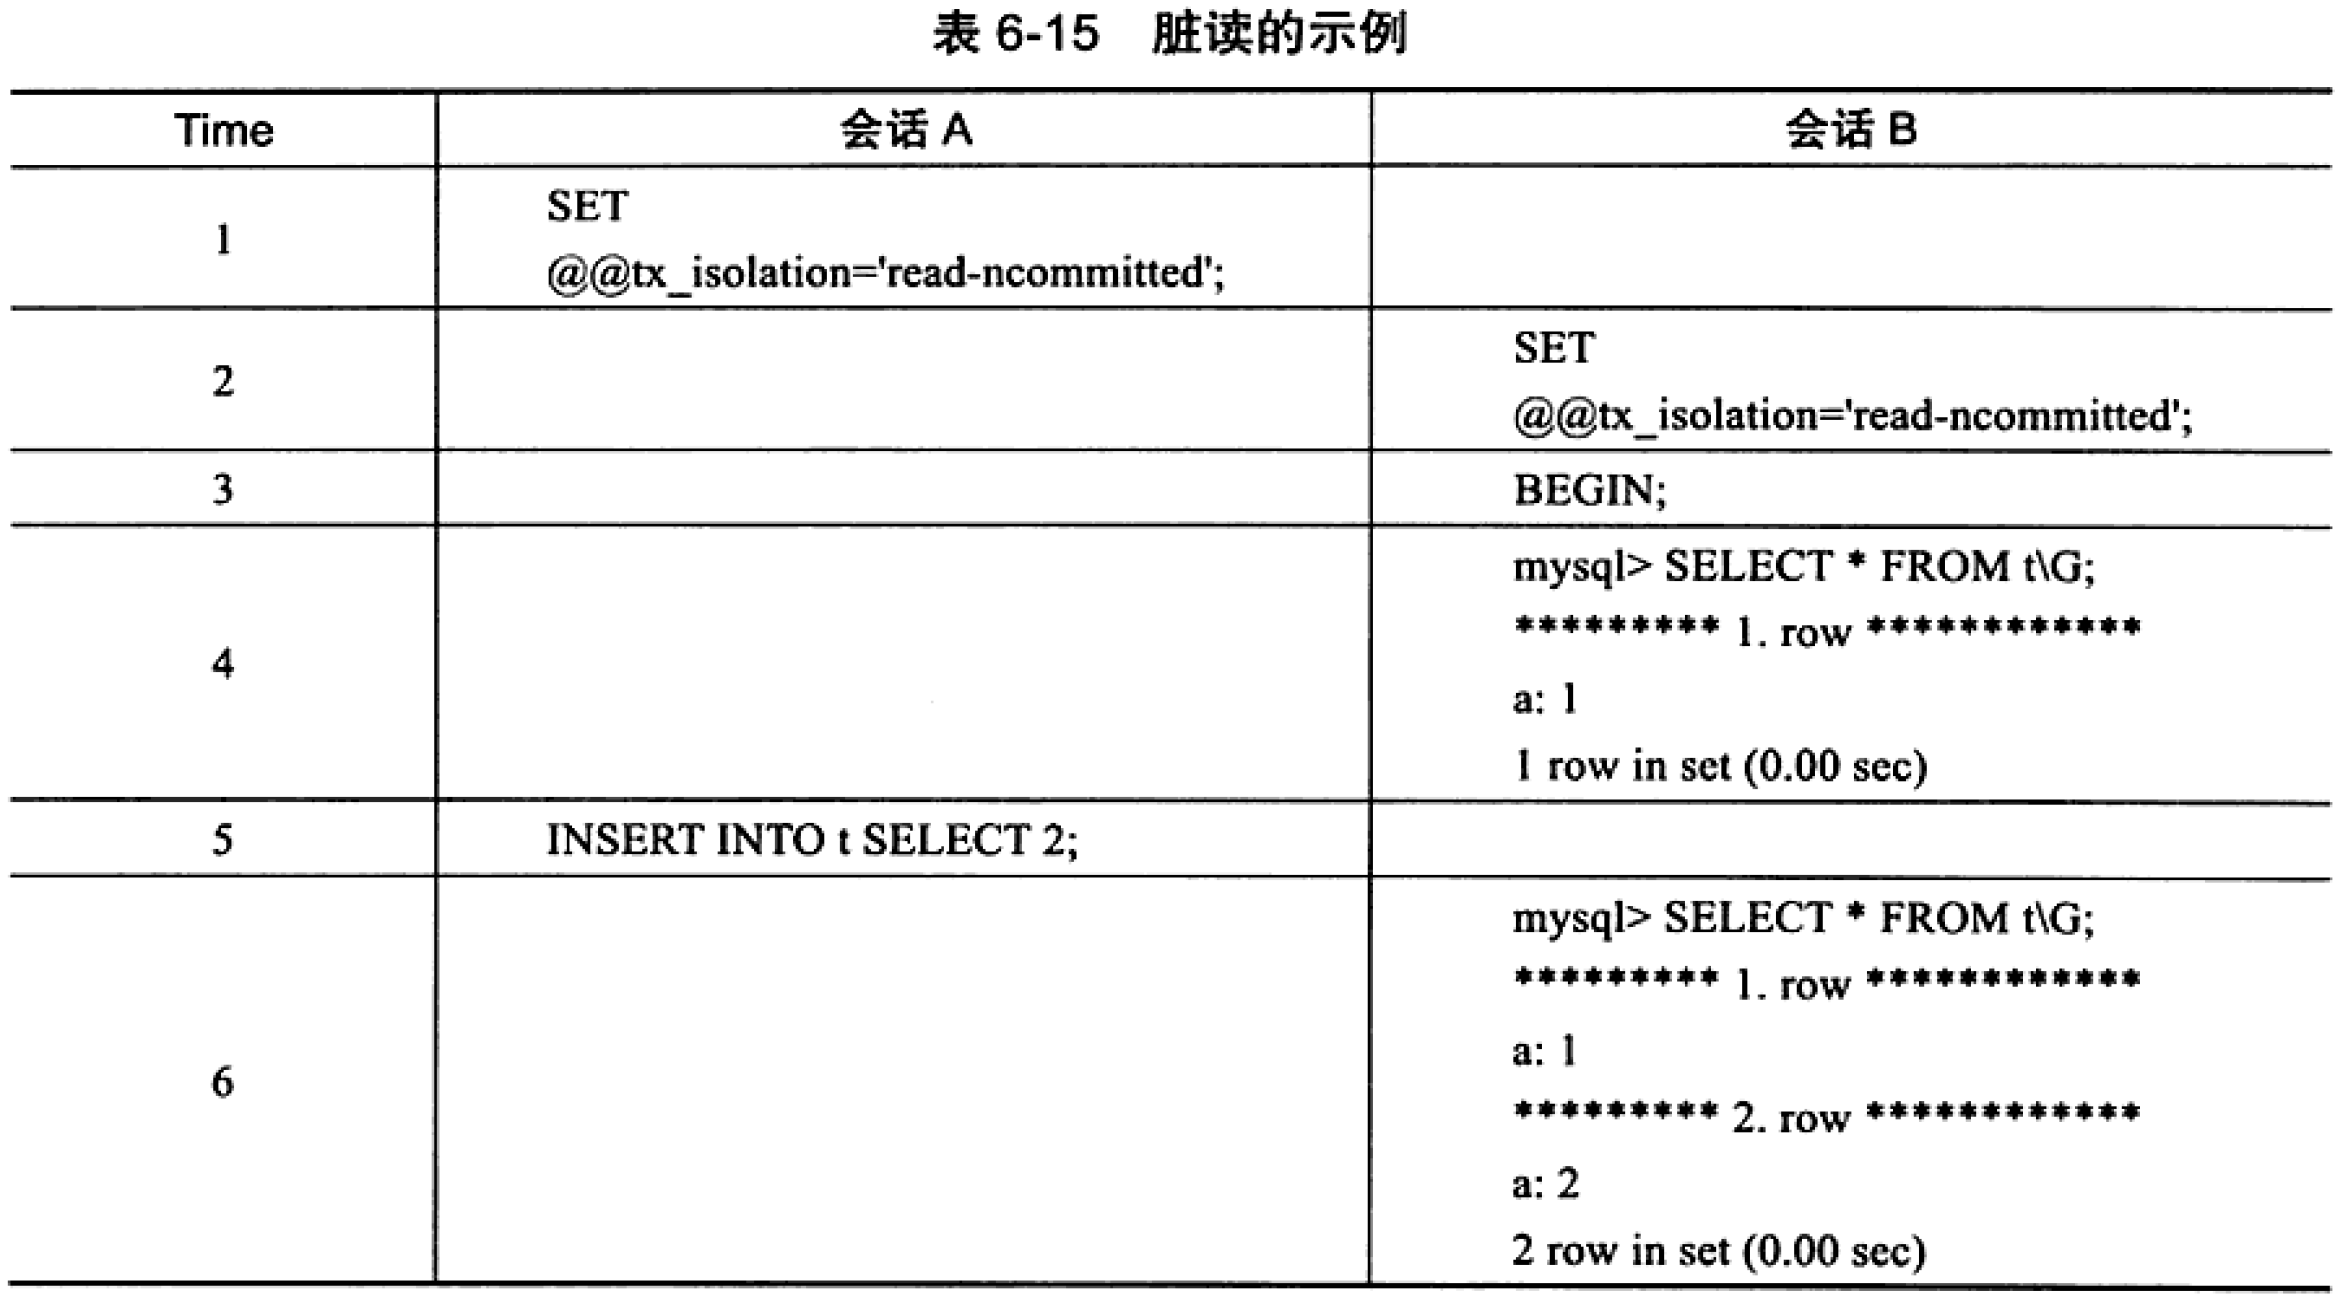 表 6-15 脏读的示例
Time 会话 A 会话 B
1
SET
@@tx_isolation='read-ncommitted';
2
SET
@@tx_isolation='read-ncommitted';
3 BEGIN;
4
mysql> SELECT * FROM t\G;
********* 1. row ************
a: 1
1 row in set (0.00 sec)
5 INSERT INTO t SELECT 2;
6
mysql> SELECT * FROM t\G;
********* 1. row ************
a: 1
********* 2. row ************
a: 2
2 row in set (0.00 sec)